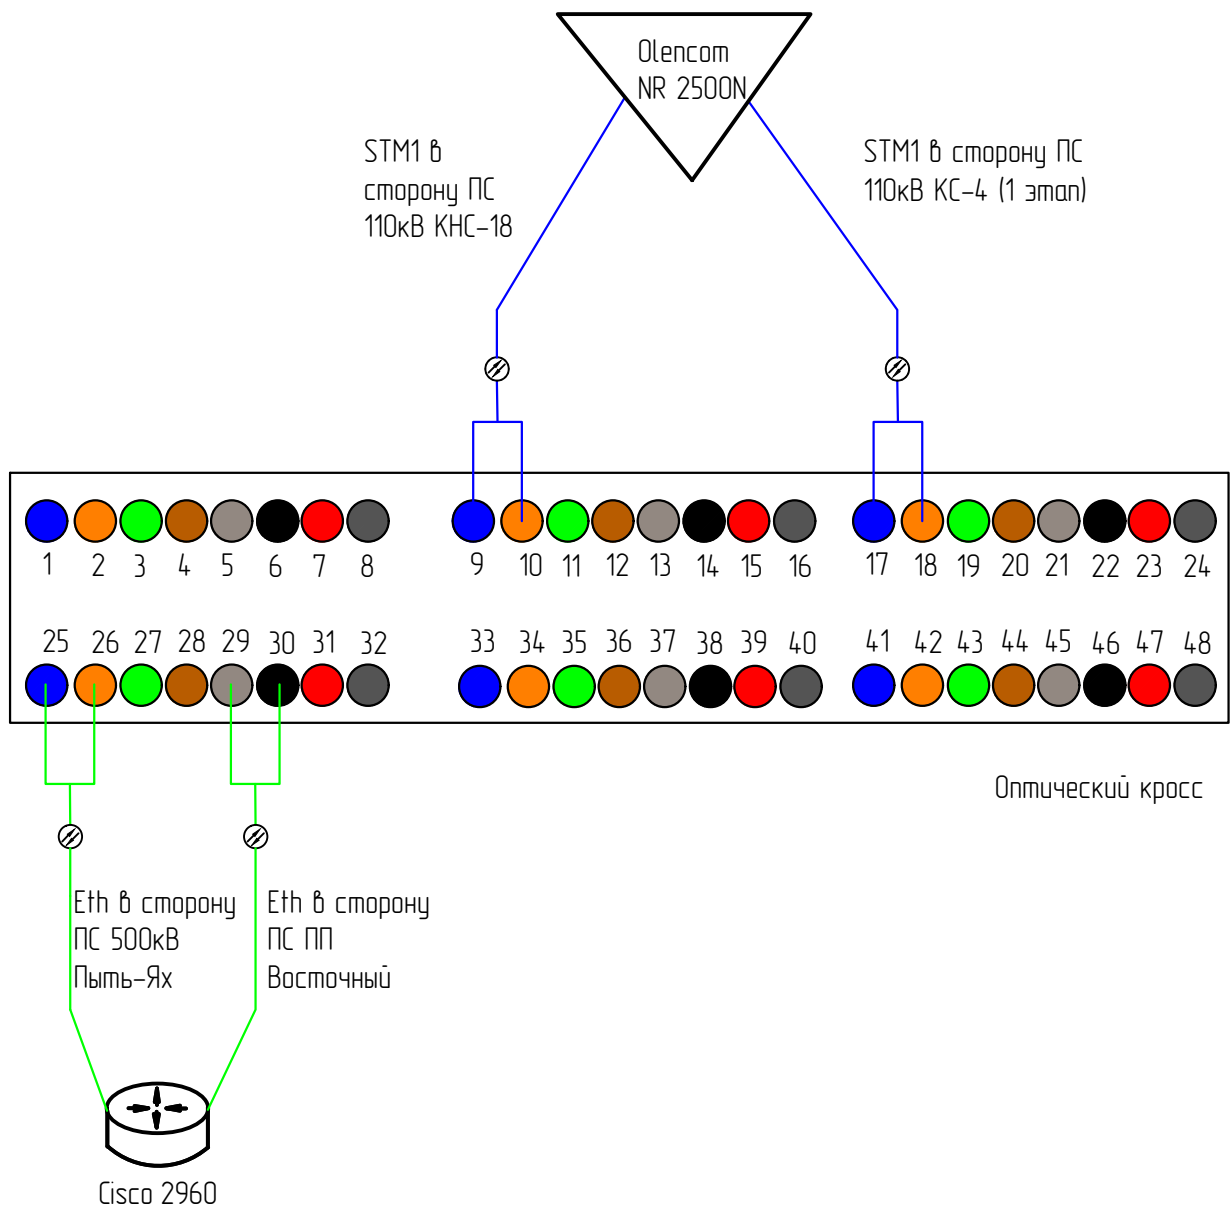 Olencom
NR 2500N
STM1 в
сторону ПС
110кВ КНС-18
STM1 в сторону ПС
110кВ КС-4 (1 этап)
1 2 3 4 5 6 7 8 9 10 11 12 13 14 15 16 17 18 19 20 21 22 23 24
25 26 27 28 29 30 31 32 33 34 35 36 37 38 39 40 41 42 43 44 45 46 47 48
Оптический кросс
Eth в сторону
ПС 500кВ
Пыть-Ях
Eth в сторону
ПС ПП
Восточный
Cisco 2960